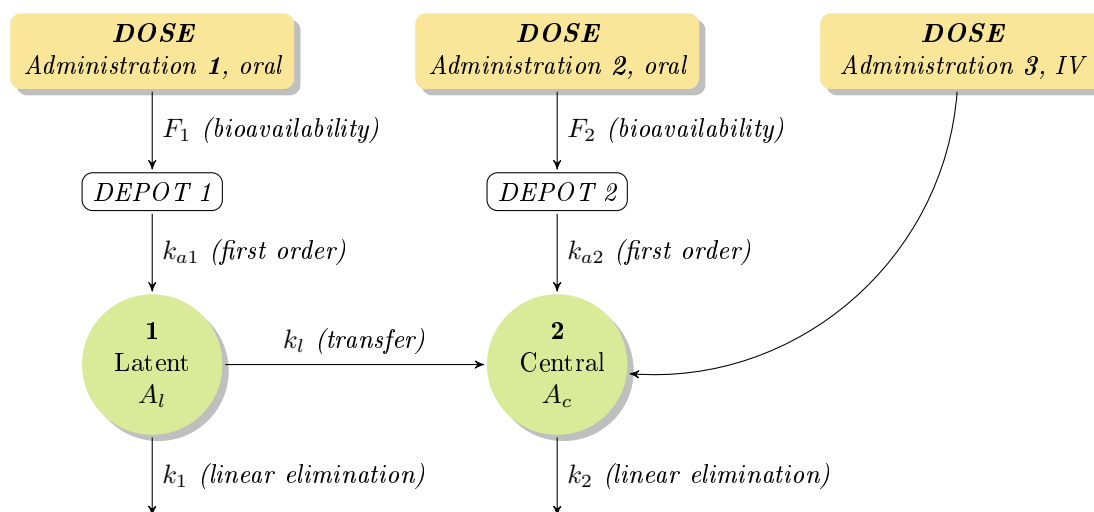 DOSE
Administration 1, oral
DOSE
Administration 2, oral
DOSE
Administration 3, IV
F₁ (bioavailability)
F₂ (bioavailability)
DEPOT 1
DEPOT 2
kₐ₁ (first order)
kₐ₂ (first order)
1
Latent
Aₗ
kₗ (transfer)
2
Central
A_c
k₁ (linear elimination)
k₂ (linear elimination)